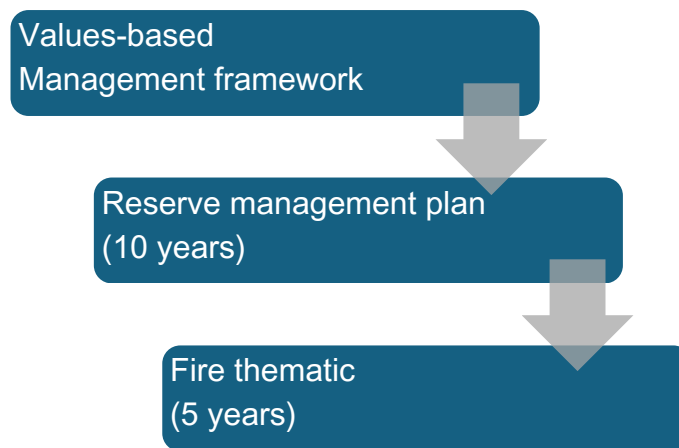 Values-based
Management framework
Reserve management plan
(10 years)
Fire thematic
(5 years)